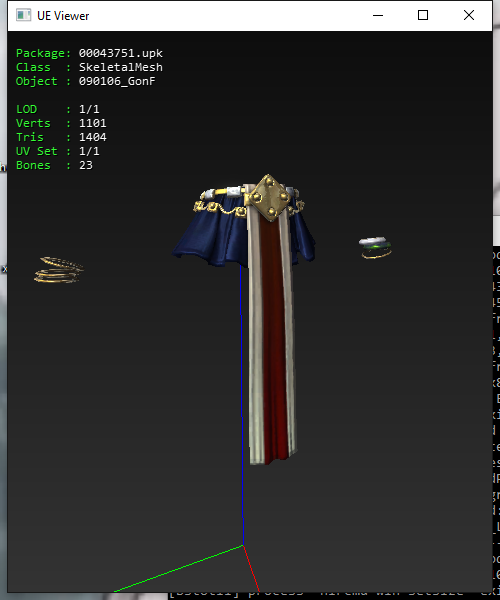 UE Viewer
Package: 00043751.upk
Class : SkeletalMesh
Object : 090106_GonF
LOD : 1/1
Verts : 1101
Tris : 1404
UV Set : 1/1
Bones : 23